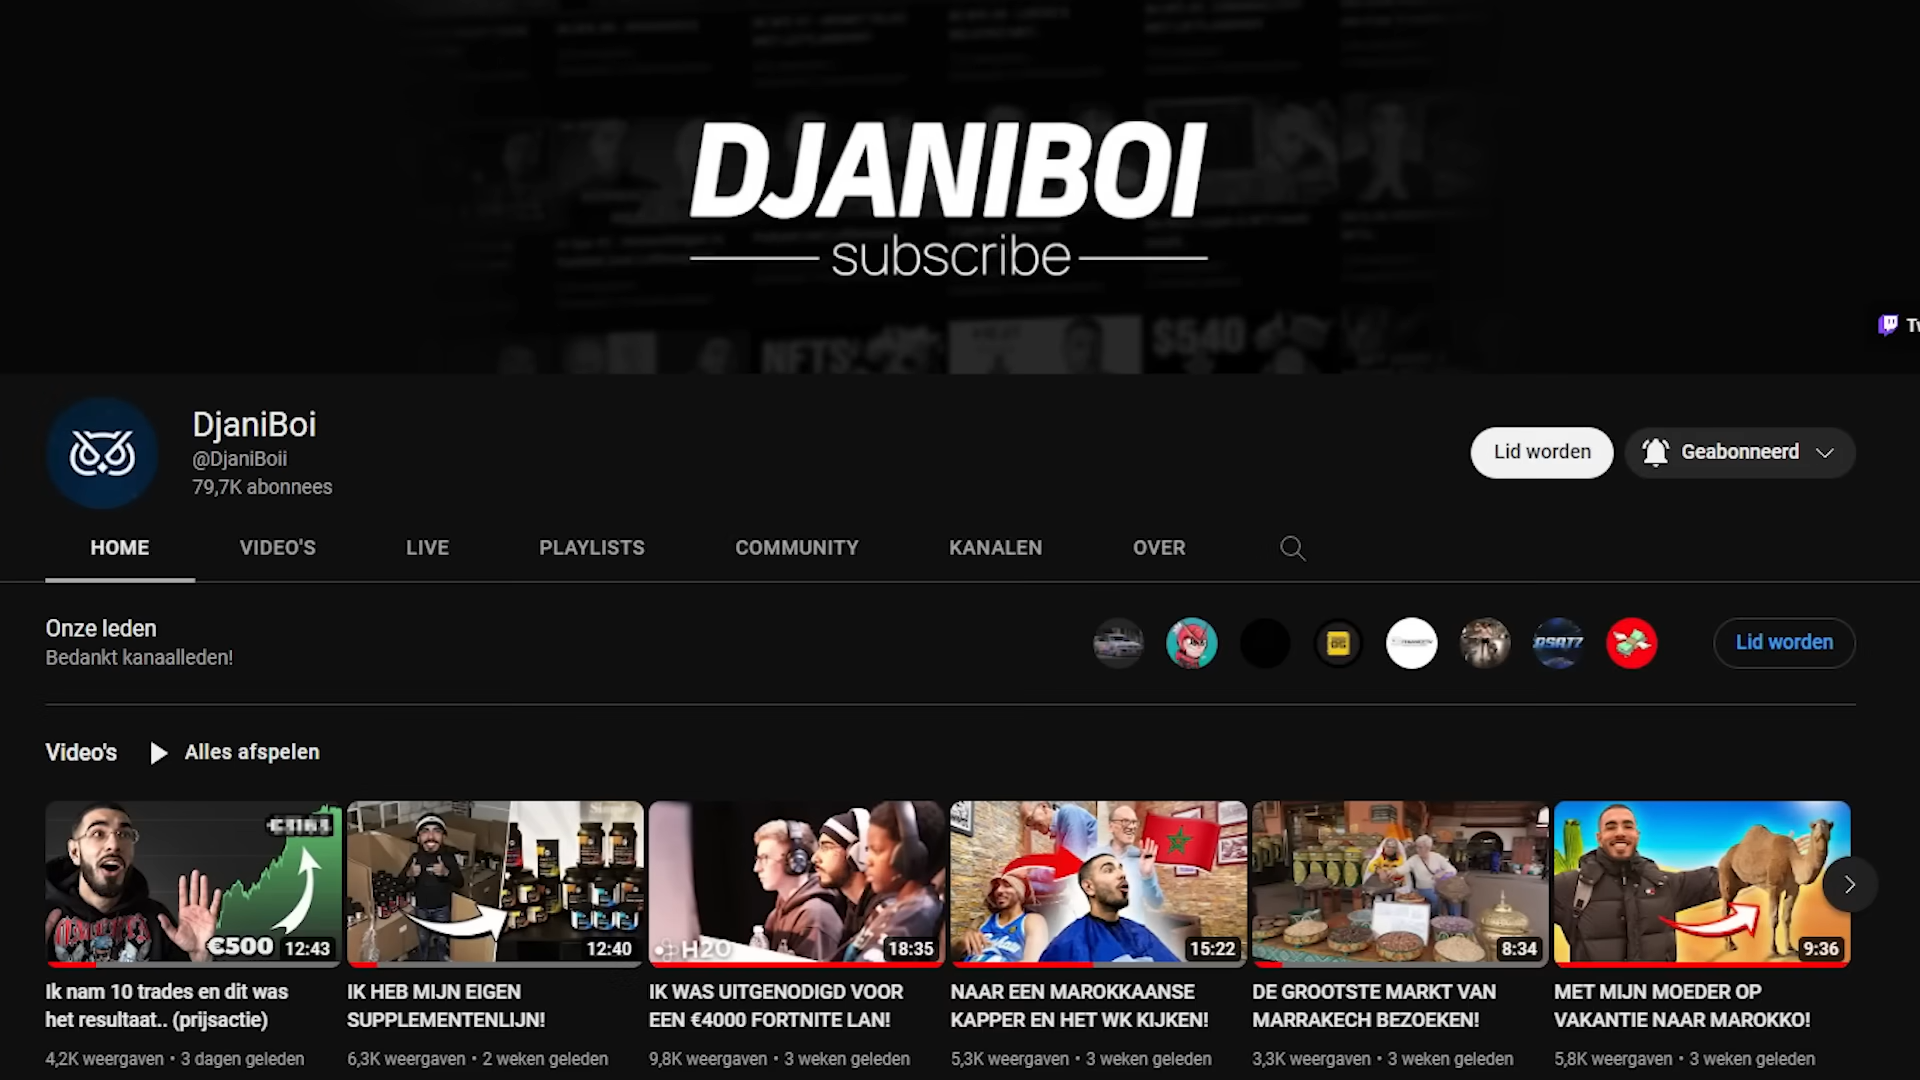 DJANIBOI
subscribe
NFTS
$540
DjaniBoi
@DjaniBoii
79,7K abonnees
Lid worden
Geabonneerd
HOME
VIDEO'S
LIVE
PLAYLISTS
COMMUNITY
KANALEN
OVER
Onze leden
Bedankt kanaalleden!
Lid worden
Video's
Alles afspelen
€500
12:43
12:40
H2O
18:35
15:22
8:34
9:36
Ik nam 10 trades en dit was
het resultaat.. (prijsactie)
4,2K weergaven • 3 dagen geleden
IK HEB MIJN EIGEN
SUPPLEMENTENLIJN!
6,3K weergaven • 2 weken geleden
IK WAS UITGENODIGD VOOR
EEN €4000 FORTNITE LAN!
9,8K weergaven • 3 weken geleden
NAAR EEN MAROKKAANSE
KAPPER EN HET WK KIJKEN!
5,3K weergaven • 3 weken geleden
DE GROOTSTE MARKT VAN
MARRAKECH BEZOEKEN!
3,3K weergaven • 3 weken geleden
MET MIJN MOEDER OP
VAKANTIE NAAR MAROKKO!
5,8K weergaven • 3 weken geleden